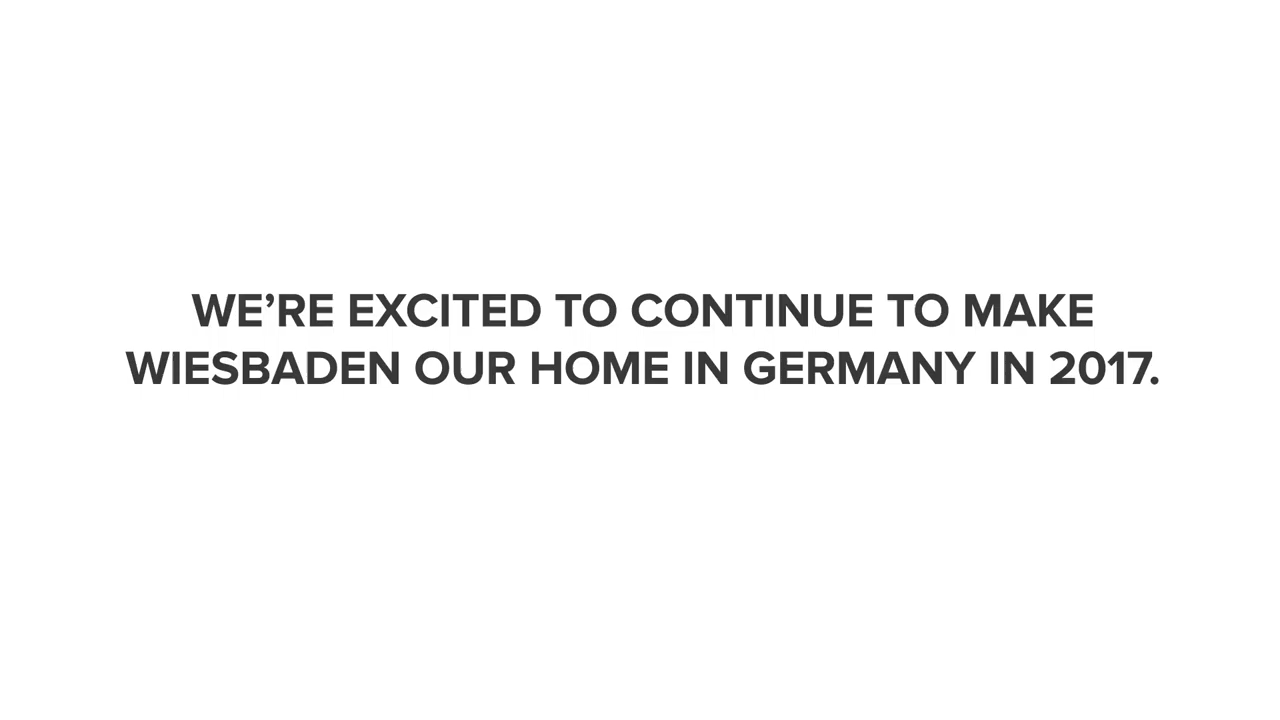 WE’RE EXCITED TO CONTINUE TO MAKE
WIESBADEN OUR HOME IN GERMANY IN 2017.